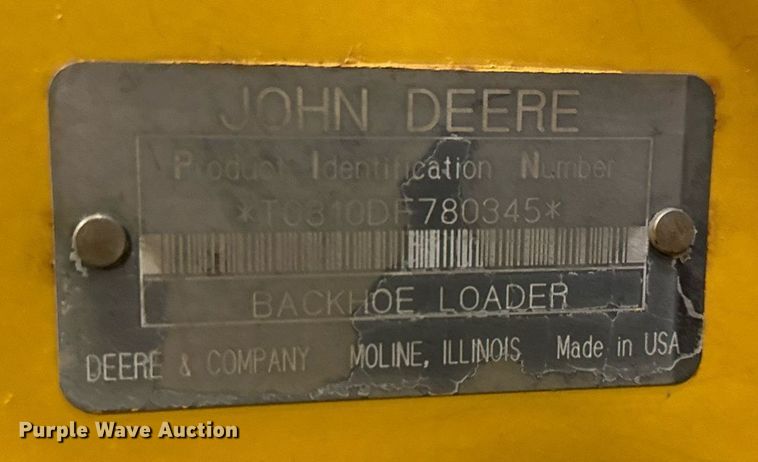 JOHN DEERE
Product Identification Number
*T0310DF780345*
BACKHOE LOADER
DEERE & COMPANY MOLINE, ILLINOIS Made in USA
Purple Wave Auction